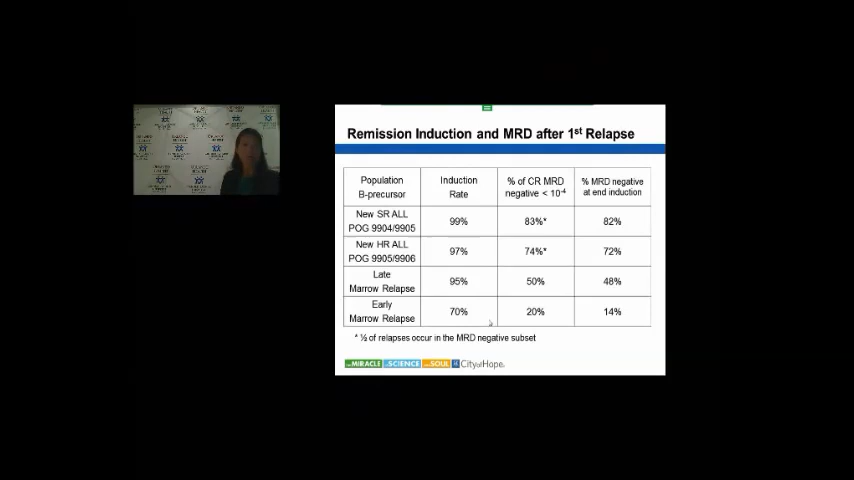 Remission Induction and MRD after 1st Relapse
Population B-precursor Induction Rate % of CR MRD negative < 10-4 % MRD negative at end induction
New SR ALL POG 9904/9905 99% 83%* 82%
New HR ALL POG 9905/9906 97% 74%* 72%
Late Marrow Relapse 95% 50% 48%
Early Marrow Relapse 70% 20% 14%
* ½ of relapses occur in the MRD negative subset
MIRACLE SCIENCE SOUL City of Hope.